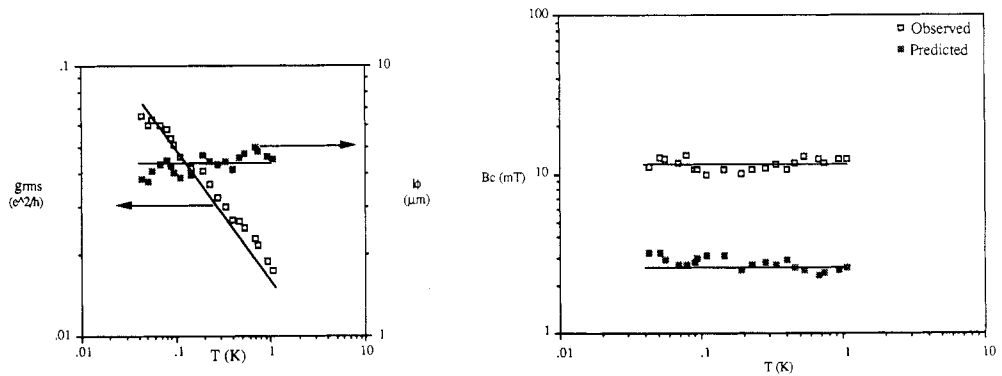 .1
grms
(e^2/h)
.01
10
lϕ
(μm)
1
.01 .1 1 10
T (K)
100
Bc (mT)
10
1
Observed
Predicted
.01 .1 1 10
T (K)